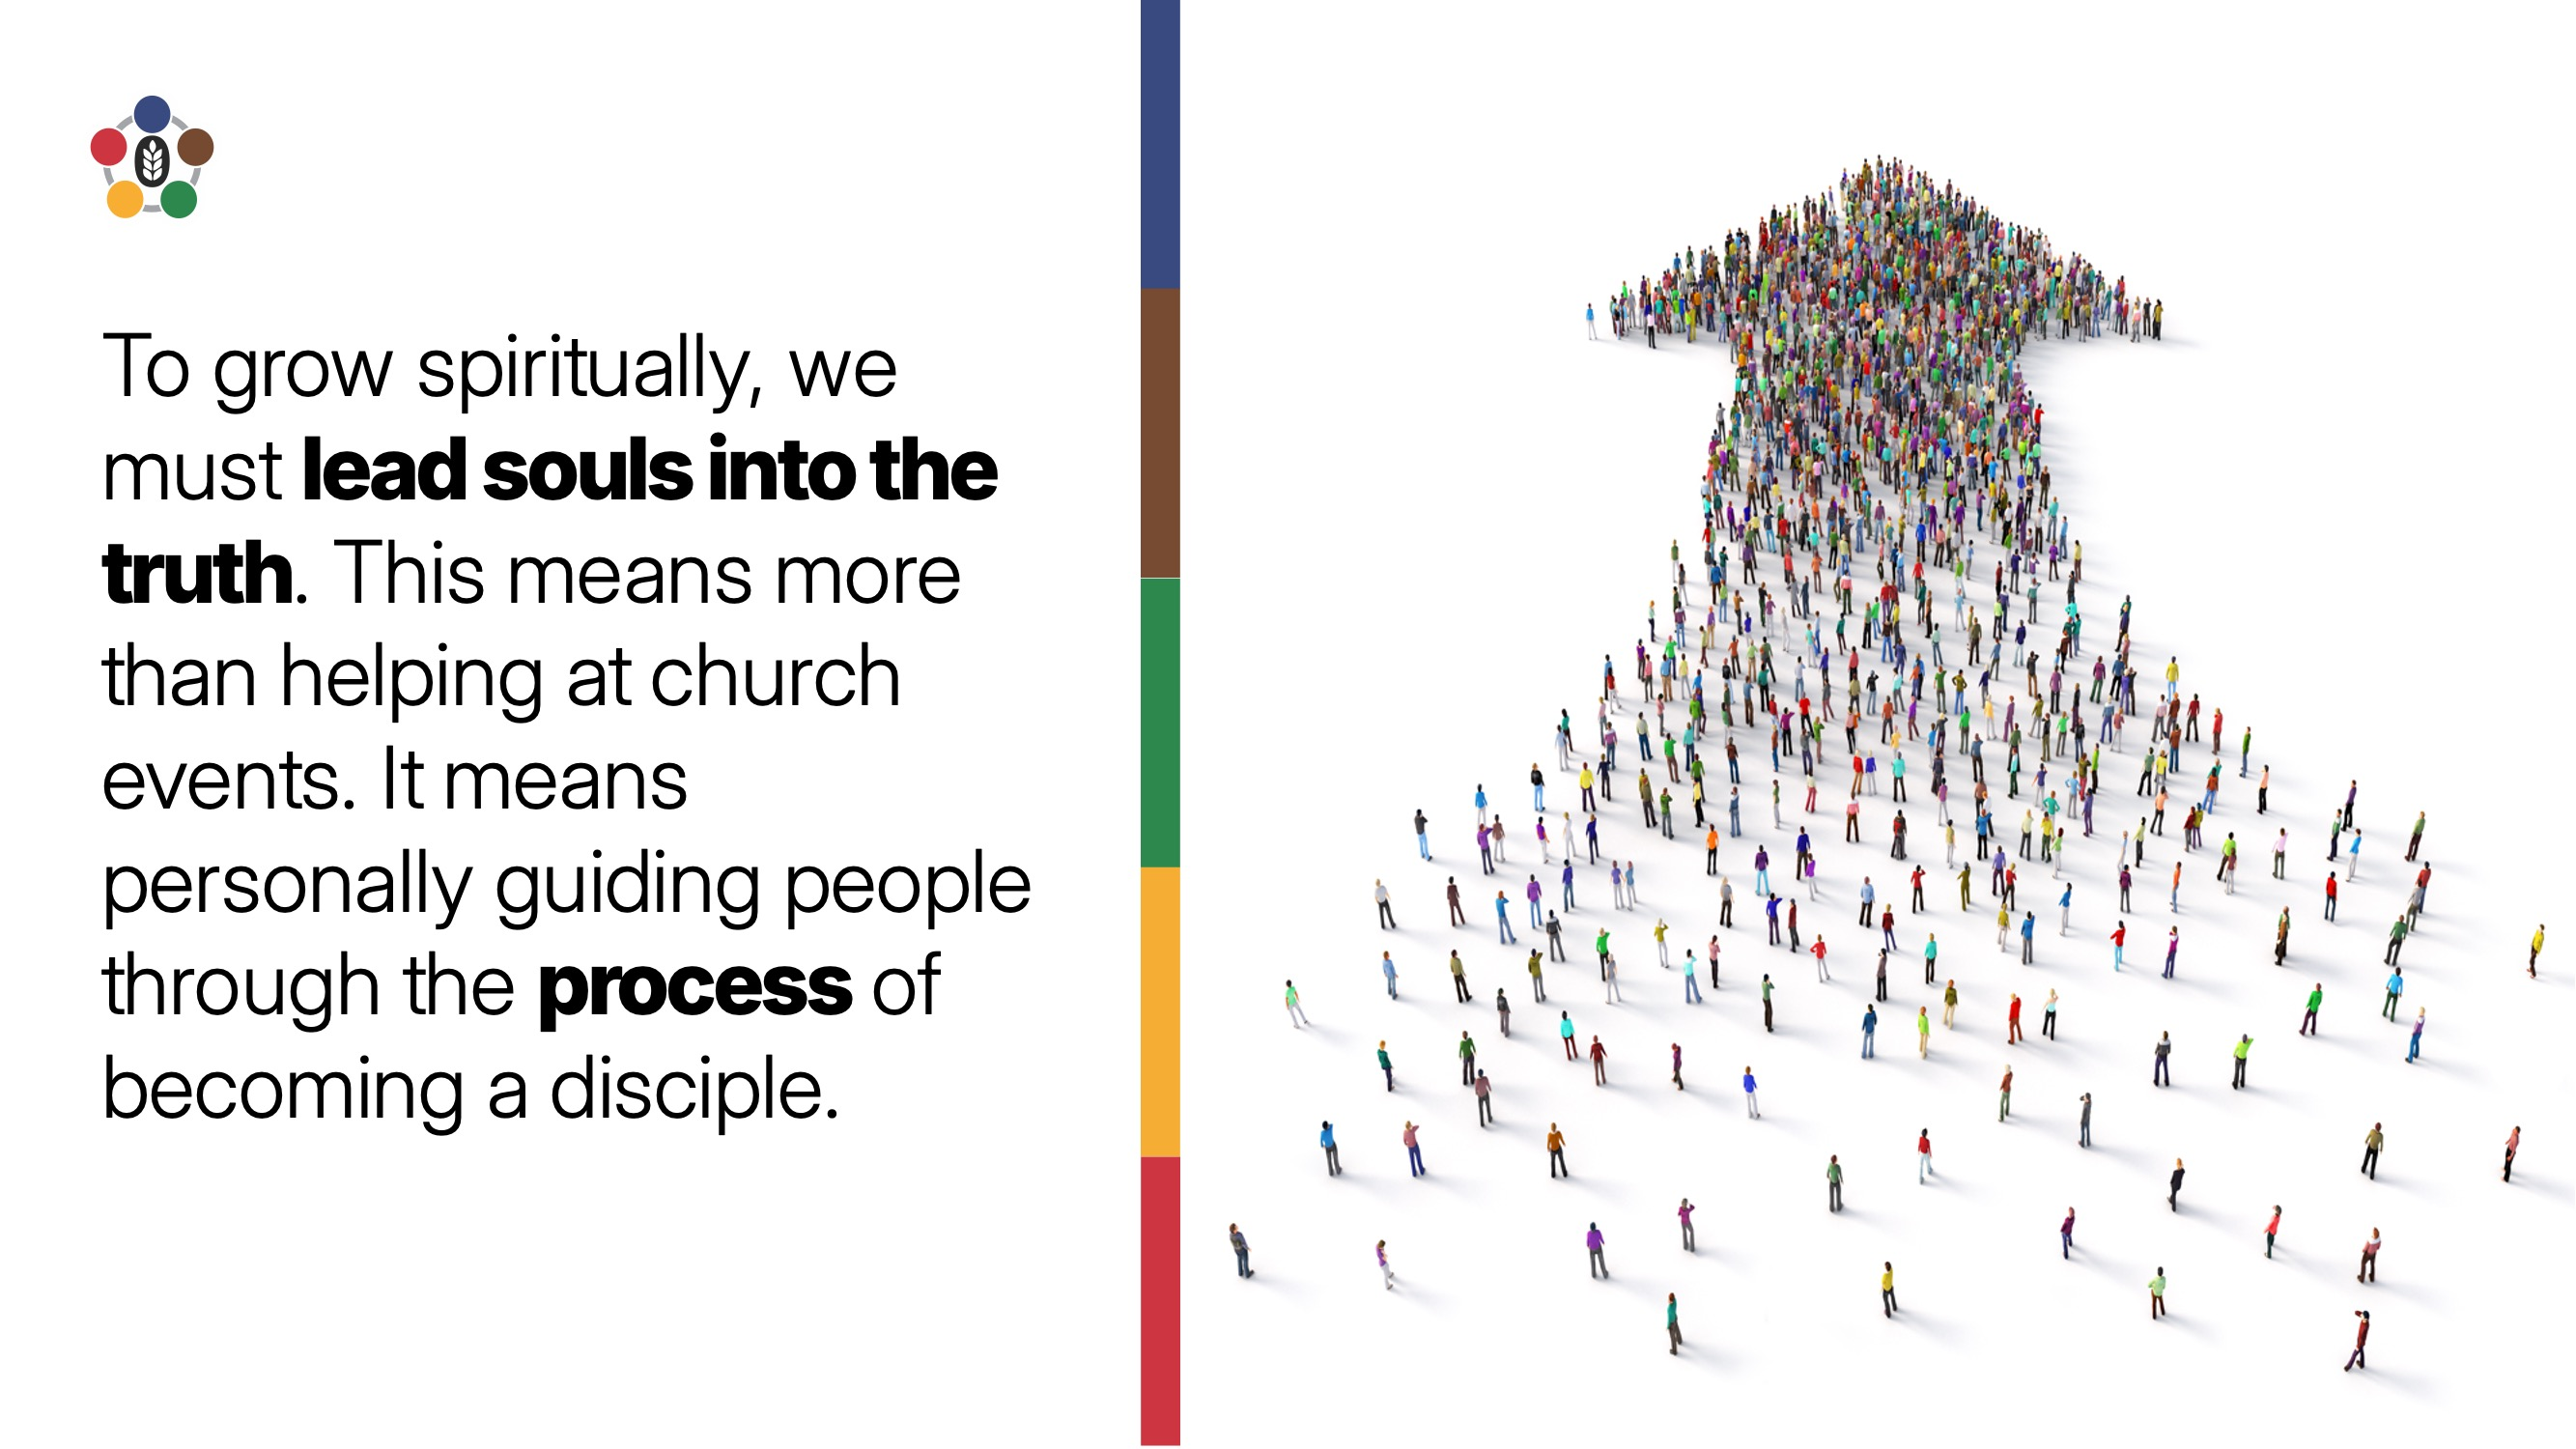 To grow spiritually, we
must lead souls into the
truth. This means more
than helping at church
events. It means
personally guiding people
through the process of
becoming a disciple.